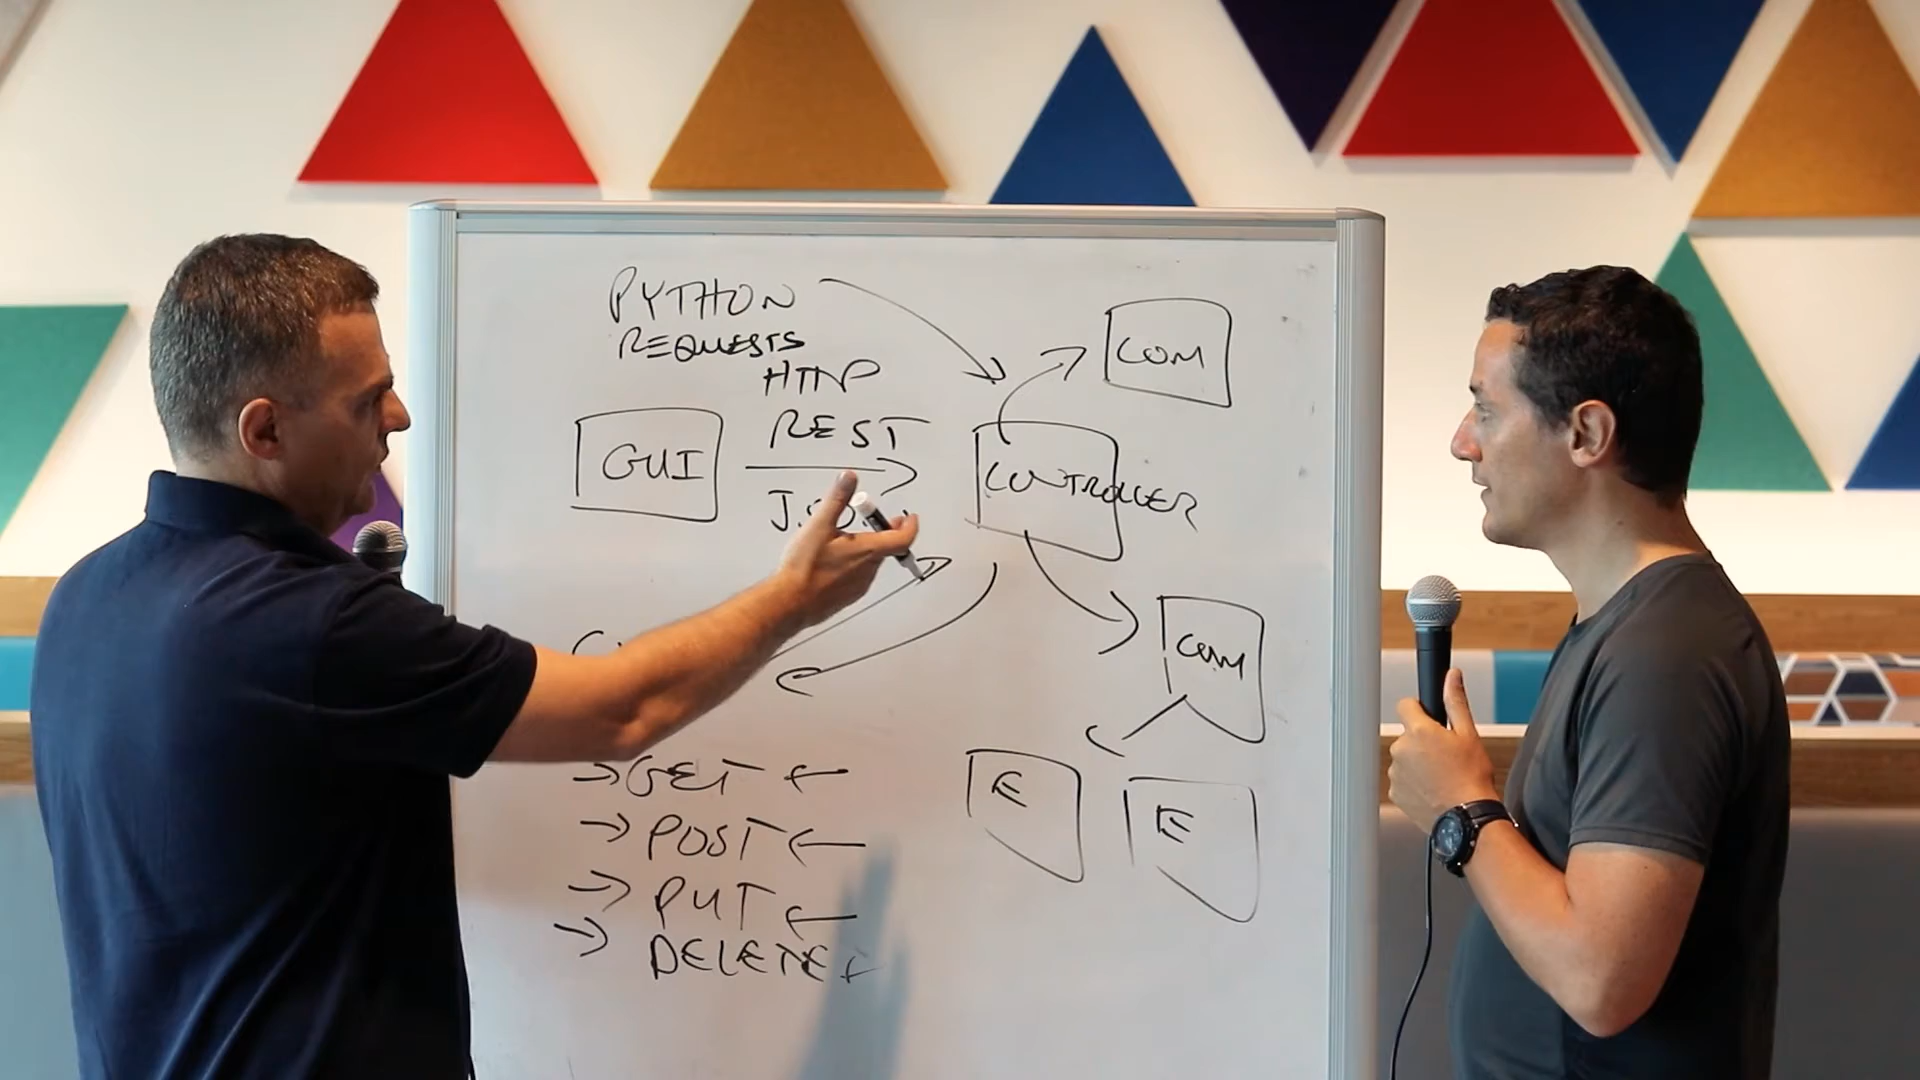 PYTHON
REQUESTS
HTTP
REST
GUI
CONTROLLER
COM
COM
E
E
GET
POST
PUT
DELETE